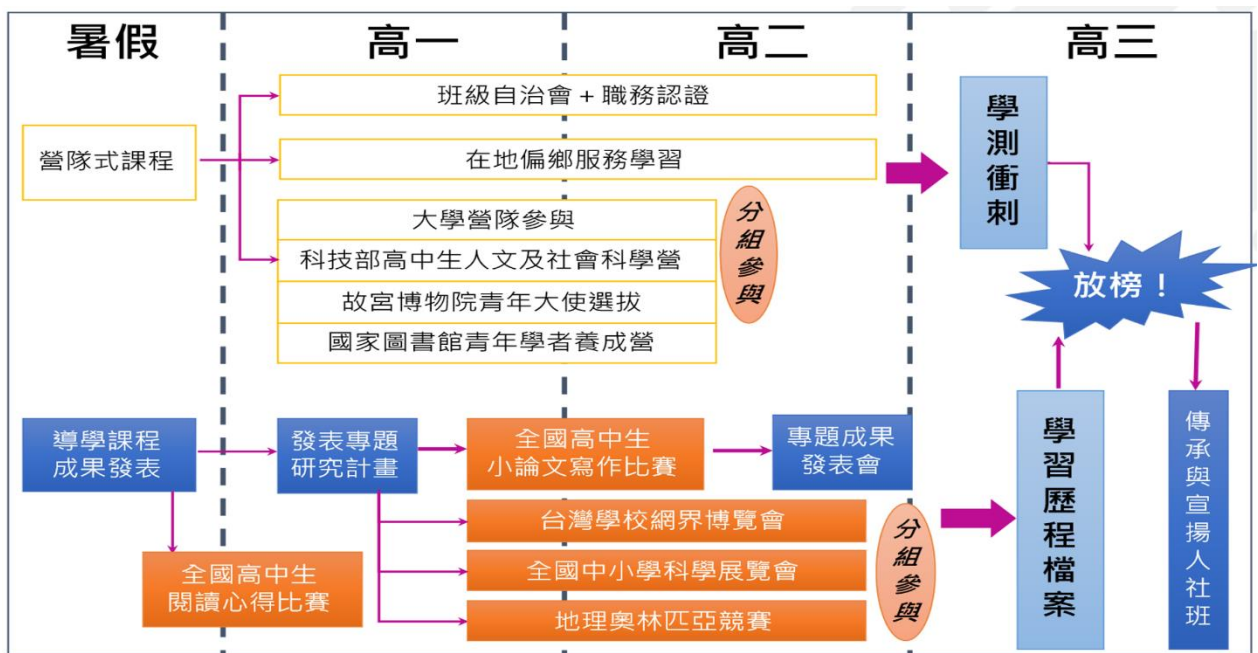 暑假
高一
高二
高三
班級自治會＋職務認證
營隊式課程
在地偏鄉服務學習
大學營隊參與
科技部高中生人文及社會科學營
故宮博物院青年大使選拔
國家圖書館青年學者養成營
分組參與
學測衝刺
放榜！
導學課程
成果發表
發表專題
研究計畫
全國高中生
小論文寫作比賽
專題成果
發表會
台灣學校網界博覽會
全國中小學科學展覽會
地理奧林匹亞競賽
分組參與
全國高中生
閱讀心得比賽
學習歷程檔案
傳承與宣揚人社班